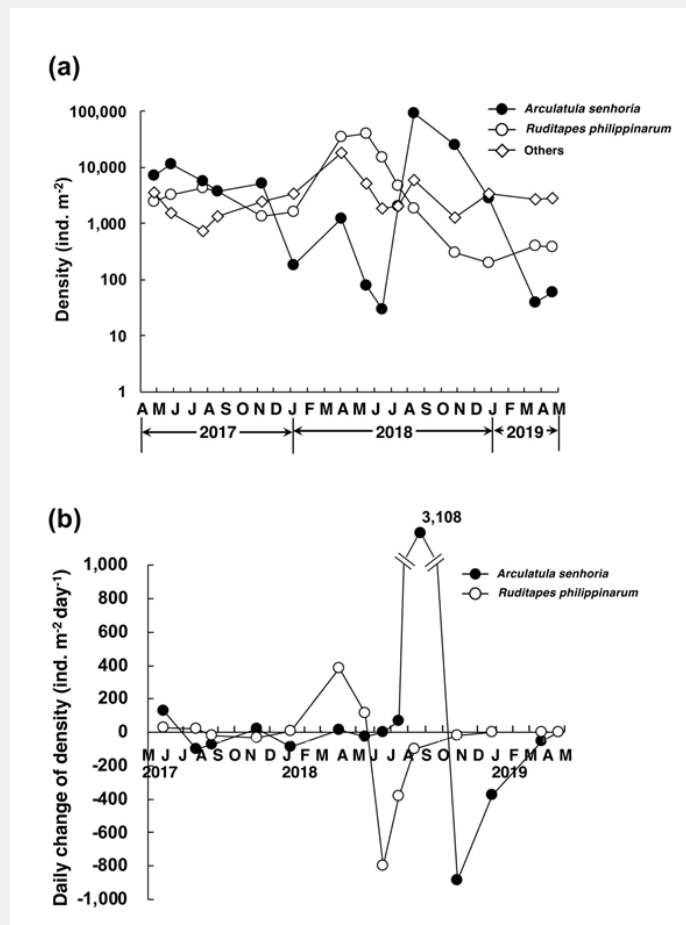 (a)
100,000
10,000
1,000
100
10
1
Density (ind. m⁻²)
Arculatula senhoria
Ruditapes philippinarum
Others
A M J J A S O N D J F M A M J J A S O N D J F M A M
2017 2018 2019
(b)
3,108
1,000
800
600
400
200
0
-200
-400
-600
-800
-1,000
Daily change of density (ind. m⁻² day⁻¹)
Arculatula senhoria
Ruditapes philippinarum
M J J A S O N D J F M A M J J A S O N D J F M A M
2017 2018 2019